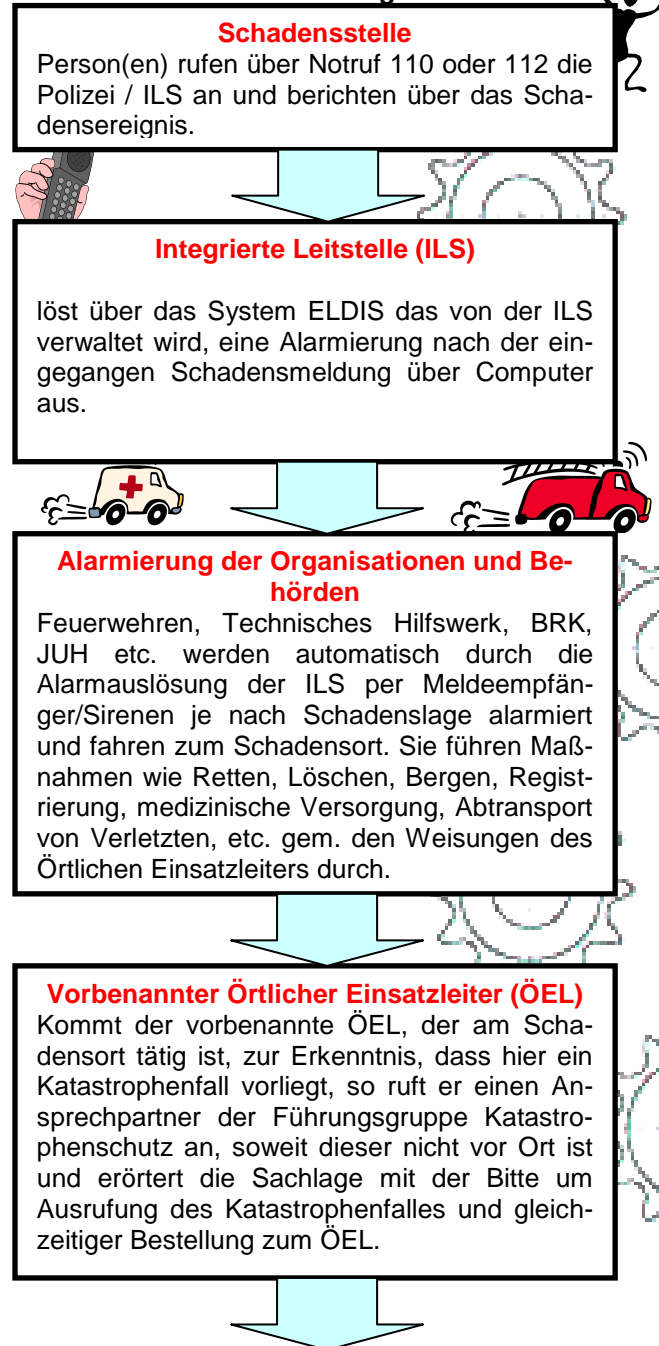 Schadensstelle
Person(en) rufen über Notruf 110 oder 112 die
Polizei / ILS an und berichten über das Scha-
densereignis.
Integrierte Leitstelle (ILS)
löst über das System ELDIS das von der ILS
verwaltet wird, eine Alarmierung nach der ein-
gegangen Schadensmeldung über Computer
aus.
Alarmierung der Organisationen und Be-
hörden
Feuerwehren, Technisches Hilfswerk, BRK,
JUH etc. werden automatisch durch die
Alarmauslösung der ILS per Meldeempfän-
ger/Sirenen je nach Schadenslage alarmiert
und fahren zum Schadensort. Sie führen Maß-
nahmen wie Retten, Löschen, Bergen, Regist-
rierung, medizinische Versorgung, Abtransport
von Verletzten, etc. gem. den Weisungen des
Örtlichen Einsatzleiters durch.
Vorbenannter Örtlicher Einsatzleiter (ÖEL)
Kommt der vorbenannte ÖEL, der am Scha-
densort tätig ist, zur Erkenntnis, dass hier ein
Katastrophenfall vorliegt, so ruft er einen An-
sprechpartner der Führungsgruppe Katastro-
phenschutz an, soweit dieser nicht vor Ort ist
und erörtert die Sachlage mit der Bitte um
Ausrufung des Katastrophenfalles und gleich-
zeitiger Bestellung zum ÖEL.